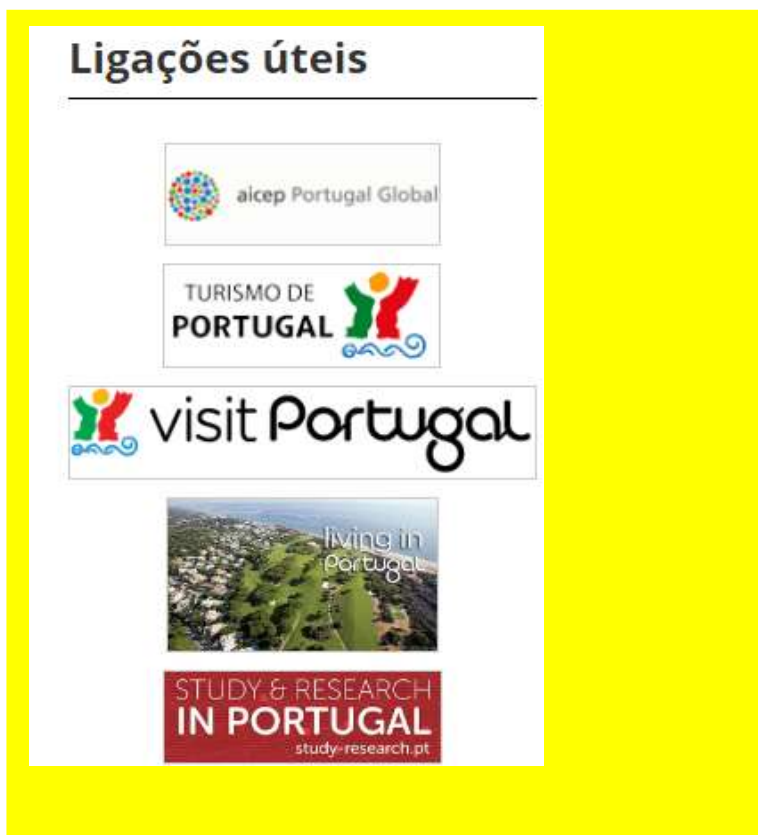 Ligações úteis
aicep Portugal Global
TURISMO DE
PORTUGAL
visit Portugal
living in
Portugal
STUDY & RESEARCH
IN PORTUGAL
study-research.pt